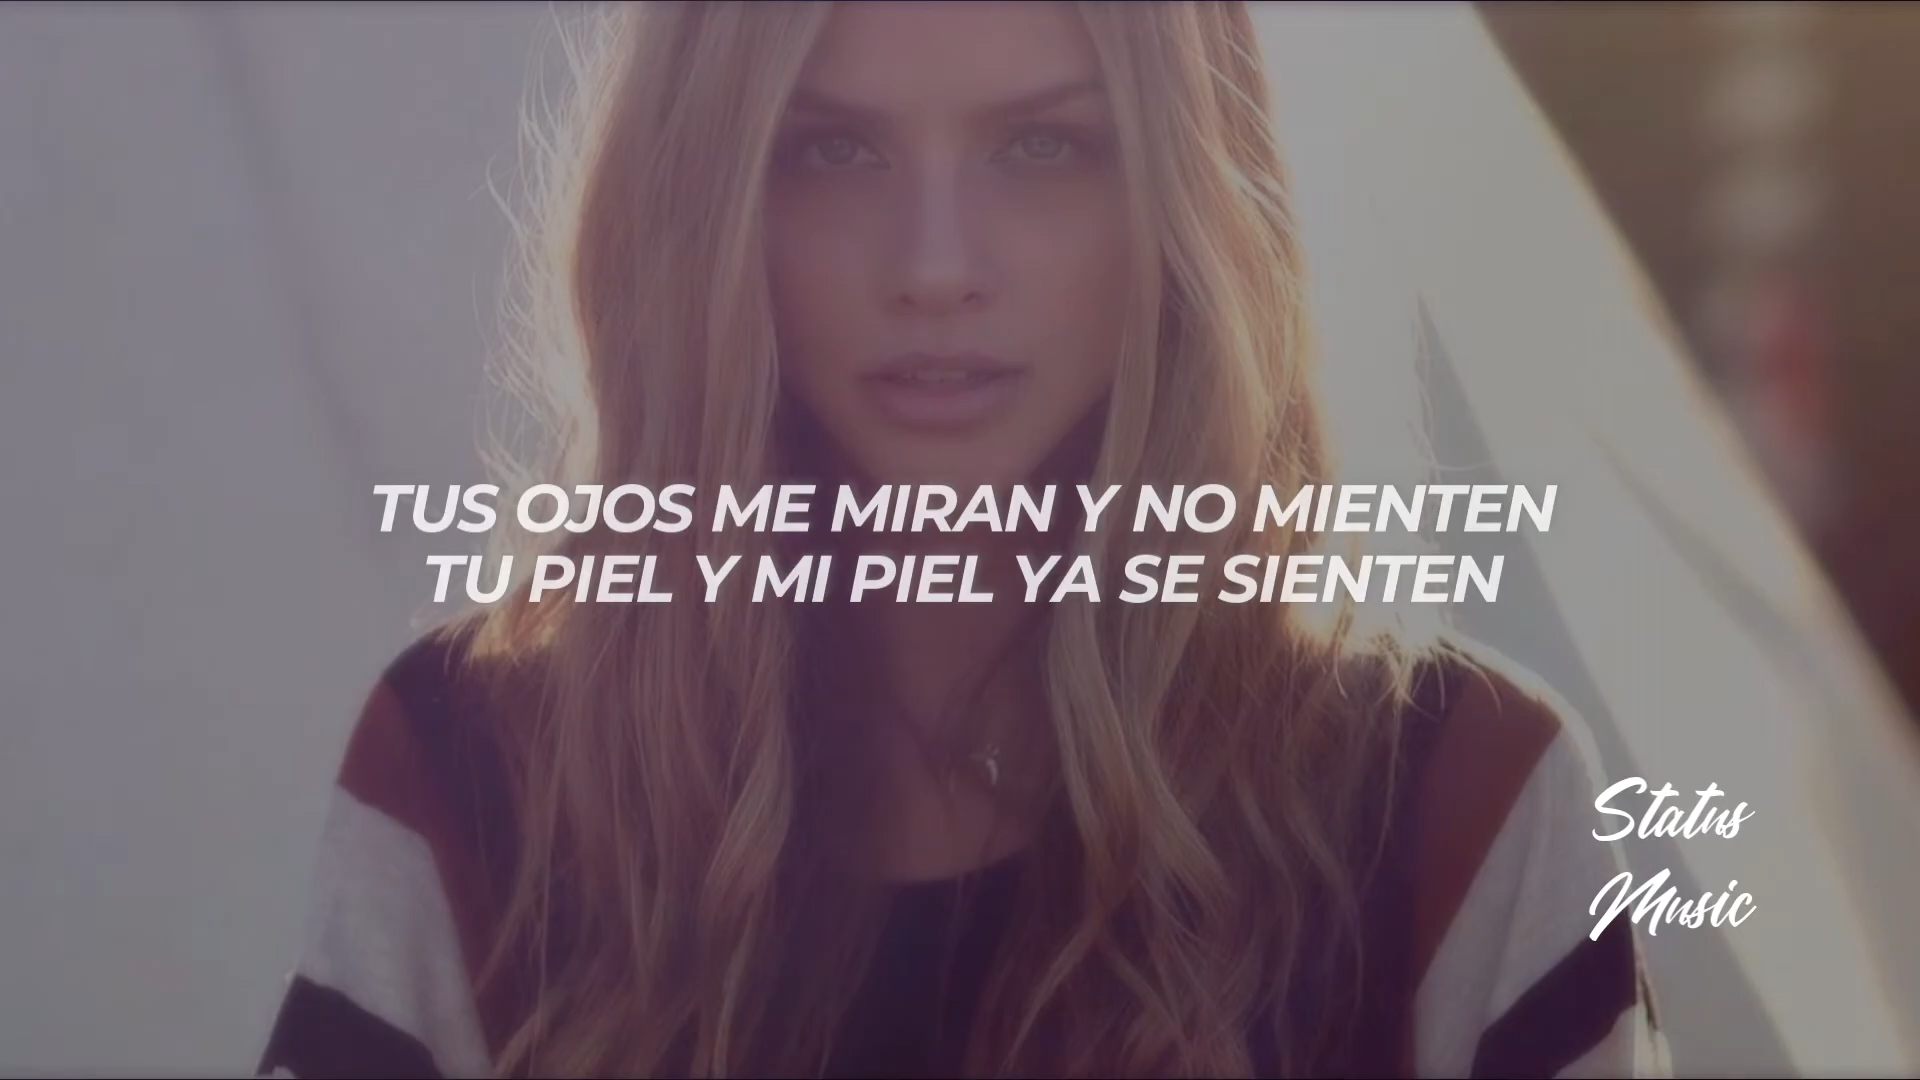 TUS OJOS ME MIRAN Y NO MIENTEN
TU PIEL Y MI PIEL YA SE SIENTEN
Status
Music